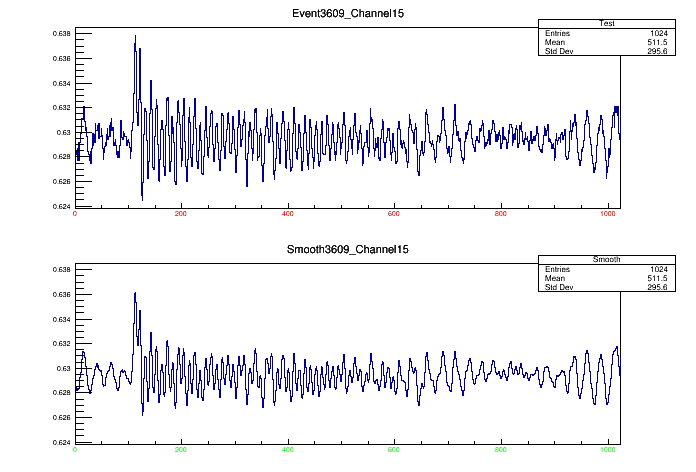 Event3609_Channel15
Test
Entries 1024
Mean 511.5
Std Dev 295.6
0.638
0.636
0.634
0.632
0.63
0.628
0.626
0.624
0 200 400 600 800 1000
Smooth3609_Channel15
Smooth
Entries 1024
Mean 511.5
Std Dev 295.6
0.638
0.636
0.634
0.632
0.63
0.628
0.626
0.624
0 200 400 600 800 1000